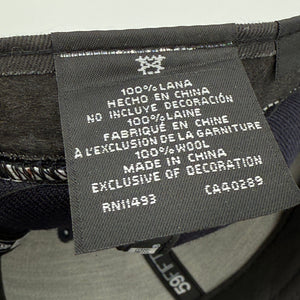 100% LANA
HECHO EN CHINA
NO INCLUYE DECORACIÓN
100% LAINE
FABRIQUÉ EN CHINE
À L'EXCLUSION DE LA GARNITURE
100% WOOL
MADE IN CHINA
EXCLUSIVE OF DECORATION
RN11493 CA40289
59FIFTY